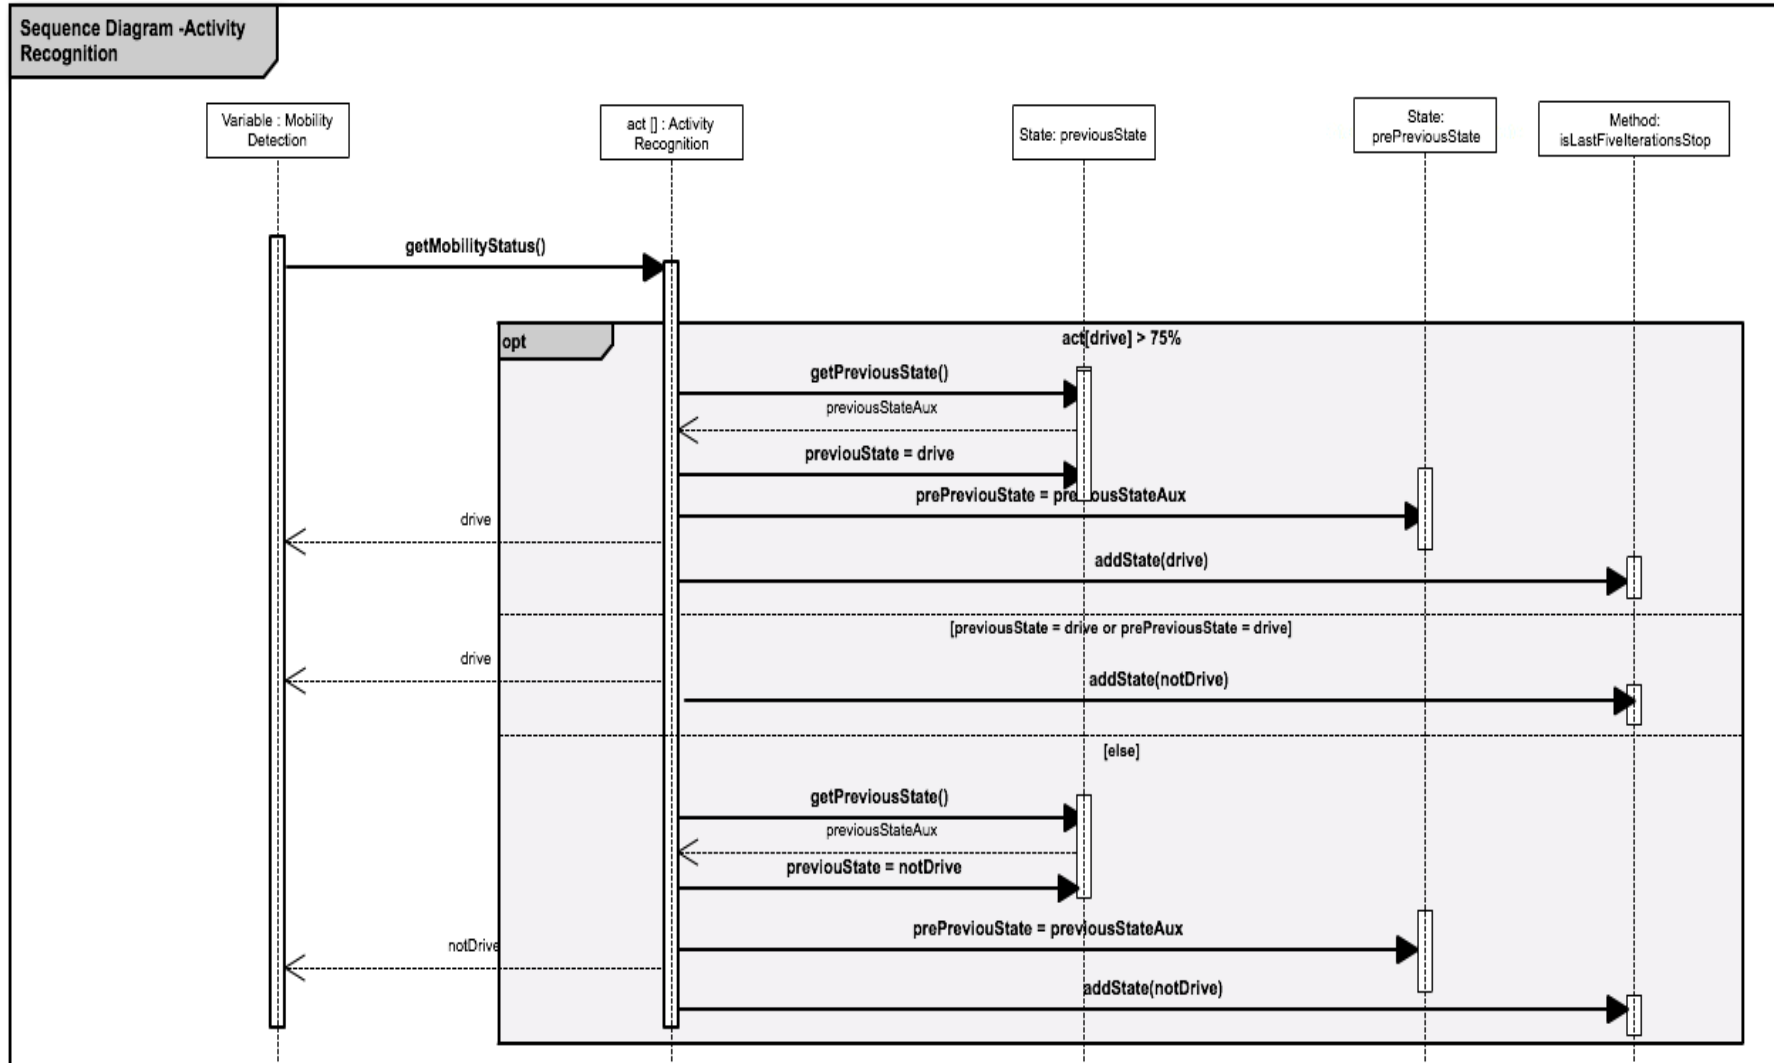 Sequence Diagram -Activity
Recognition
Variable : Mobility
Detection
act [] : Activity
Recognition
State: previousState
State:
prePreviousState
Method:
isLastFiveIterationsStop
getMobilityStatus()
opt
act[drive] > 75%
getPreviousState()
previousStateAux
previouState = drive
prePreviouState = previousStateAux
drive
addState(drive)
[previousState = drive or prePreviousState = drive]
drive
addState(notDrive)
[else]
getPreviousState()
previousStateAux
previouState = notDrive
prePreviouState = previousStateAux
notDrive
addState(notDrive)